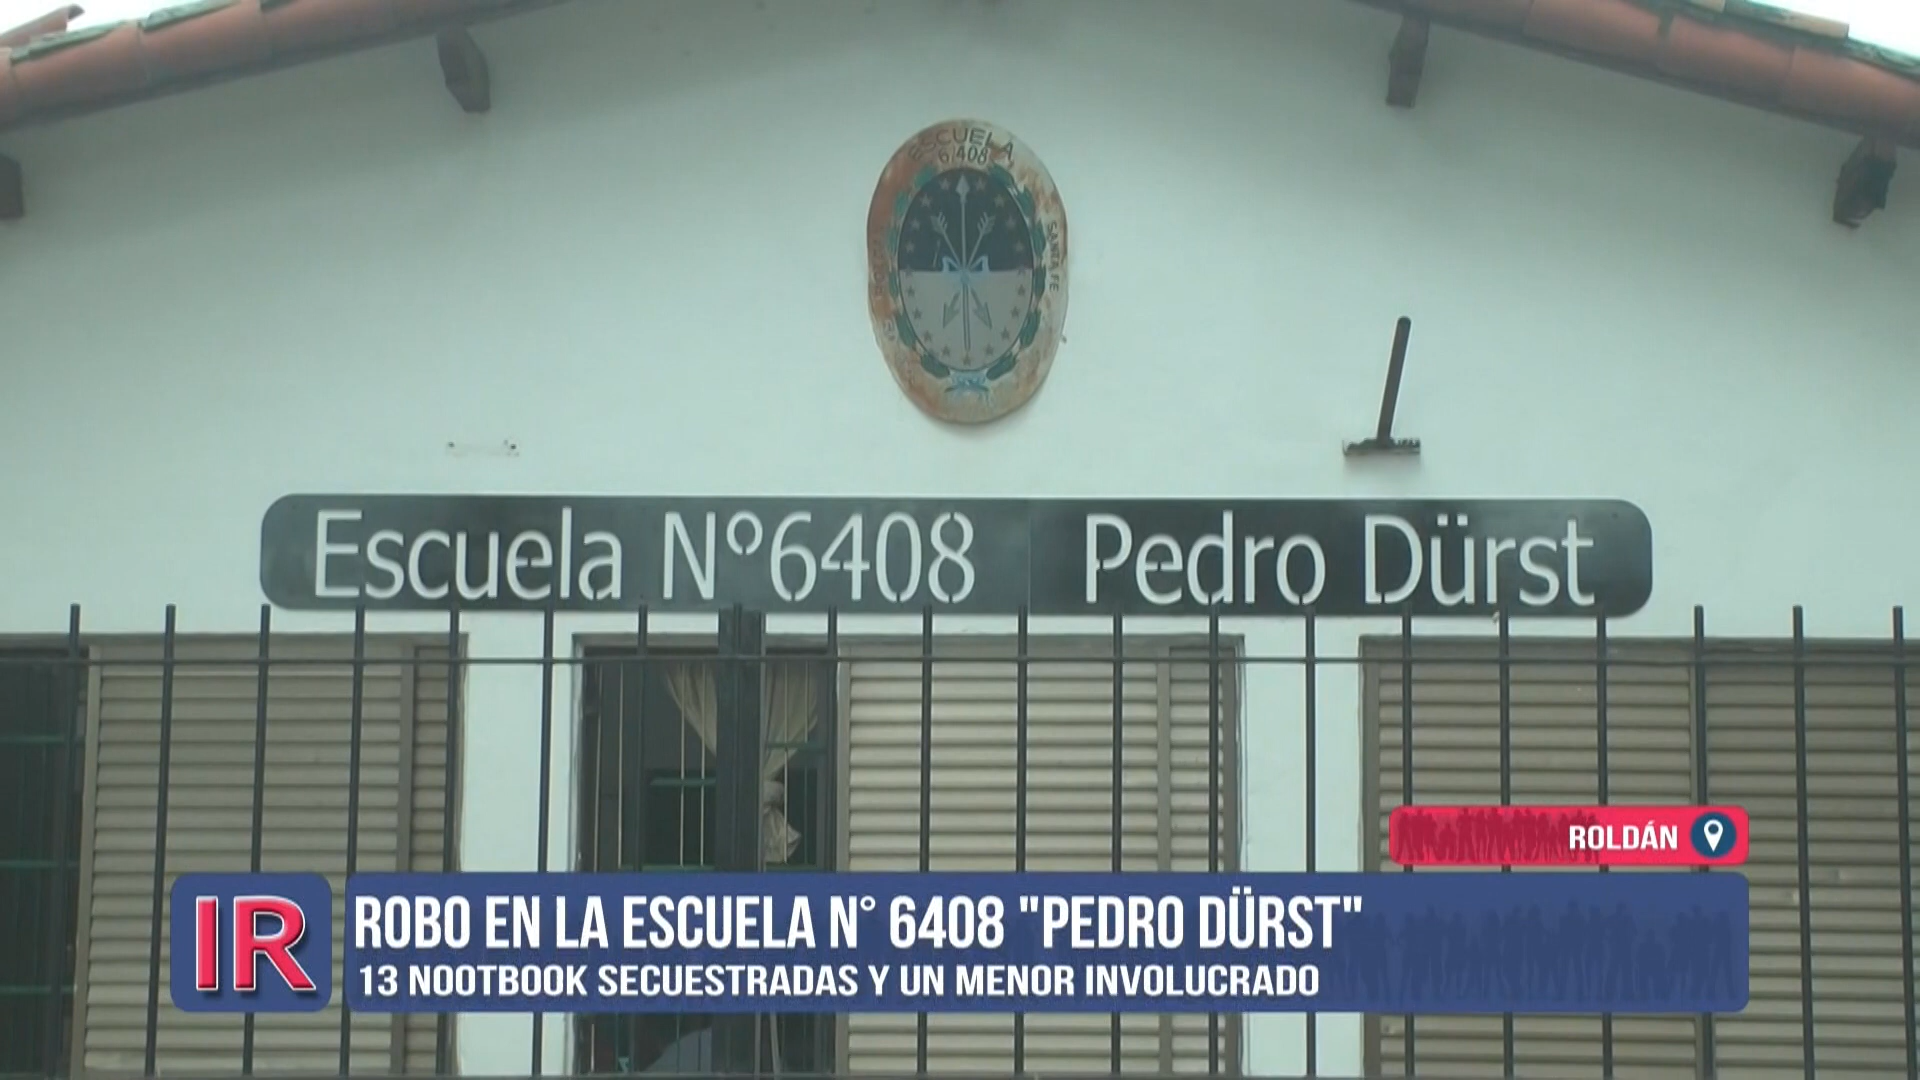 ESCUELA
6408
SANTA FE
Escuela N°6408 Pedro Dürst
ROLDÁN
IR
ROBO EN LA ESCUELA N° 6408 "PEDRO DÜRST"
13 NOOTBOOK SECUESTRADAS Y UN MENOR INVOLUCRADO